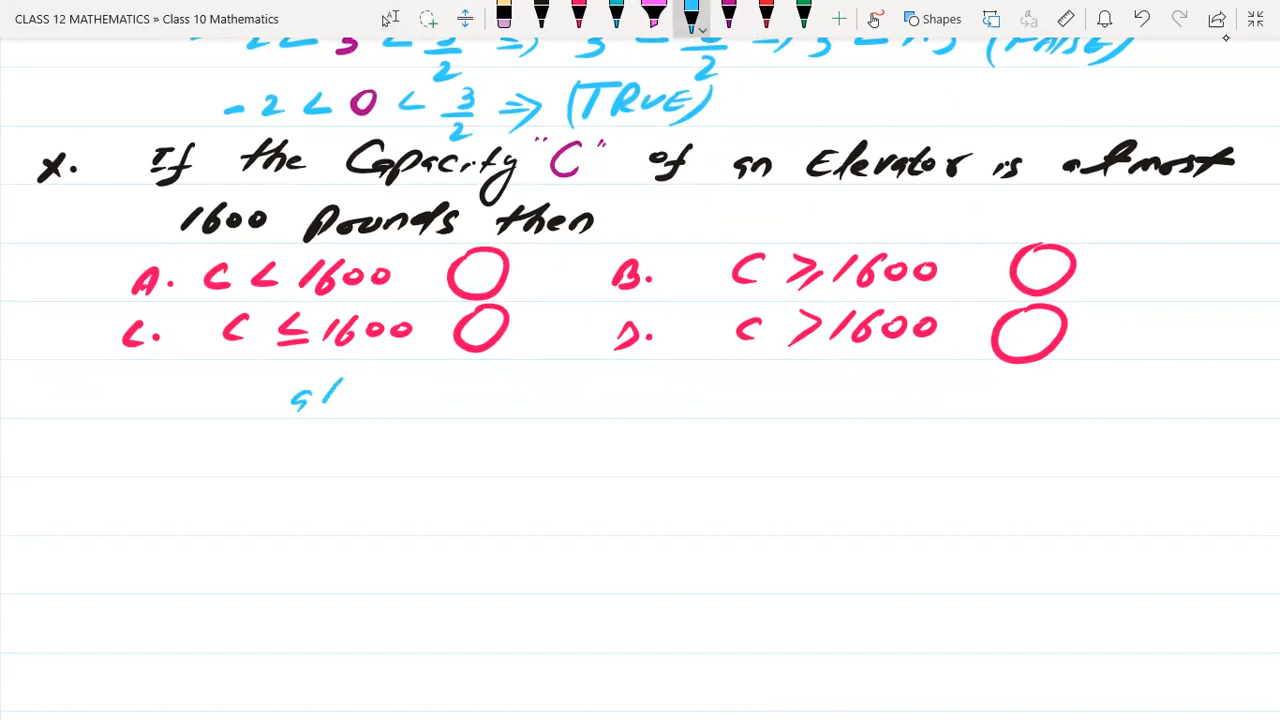 CLASS 12 MATHEMATICS » Class 10 Mathematics Shapes
- 2 < 0 < 3/2 => (TRUE)
x. If the Capacity "C" of an Elevator is atmost
1600 pounds then
A. C < 1600 B. C ⩾ 1600
C. C ≤ 1600 D. C > 1600
at